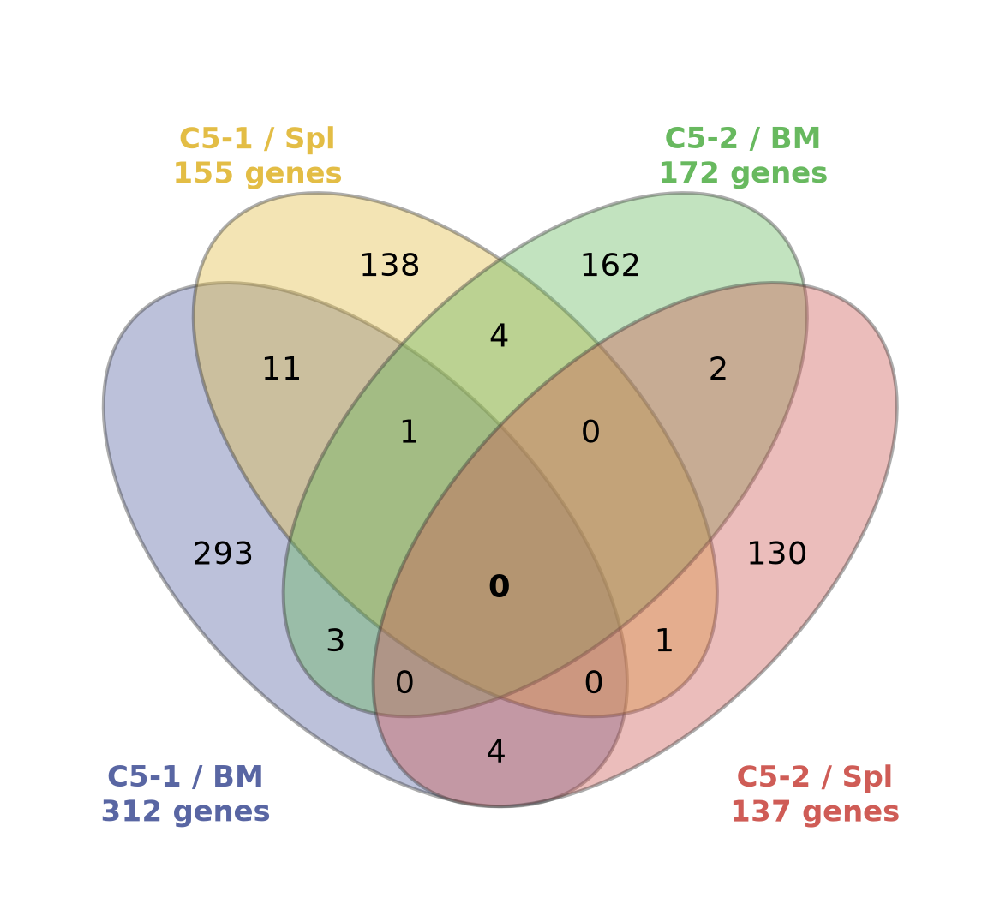 C5-1 / Spl
155 genes
C5-2 / BM
172 genes
138
162
4
11
2
1
0
293
130
0
3
1
0
0
4
C5-1 / BM
312 genes
C5-2 / Spl
137 genes